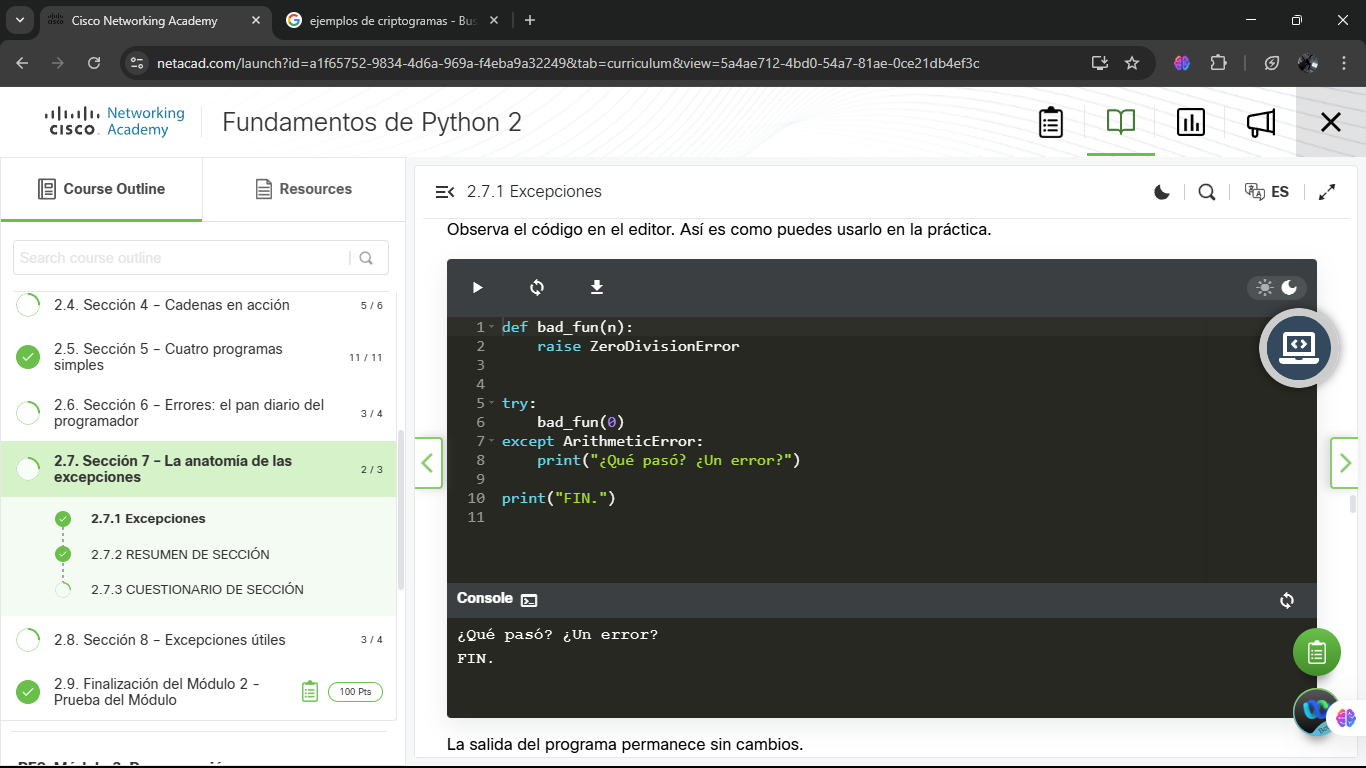 Cisco Networking Academy
ejemplos de criptogramas - Bus
netacad.com/launch?id=a1f65752-9834-4d6a-969a-f4eba9a32249&tab=curriculum&view=5a4ae712-4bd0-54a7-81ae-0ce21db4ef3c
CISCO Networking Academy
Fundamentos de Python 2
Course Outline
Resources
Search course outline
2.4. Sección 4 - Cadenas en acción 5 / 6
2.5. Sección 5 - Cuatro programas
simples 11 / 11
2.6. Sección 6 - Errores: el pan diario del
programador 3 / 4
2.7. Sección 7 - La anatomía de las
excepciones 2 / 3
2.7.1 Excepciones
2.7.2 RESUMEN DE SECCIÓN
2.7.3 CUESTIONARIO DE SECCIÓN
2.8. Sección 8 - Excepciones útiles 3 / 4
2.9. Finalización del Módulo 2 -
Prueba del Módulo 100 Pts
2.7.1 Excepciones
ES
Observa el código en el editor. Así es como puedes usarlo en la práctica.
1 def bad_fun(n):
2     raise ZeroDivisionError
3
4
5 try:
6     bad_fun(0)
7 except ArithmeticError:
8     print("¿Qué pasó? ¿Un error?")
9
10 print("FIN.")
11
Console
¿Qué pasó? ¿Un error?
FIN.
La salida del programa permanece sin cambios.